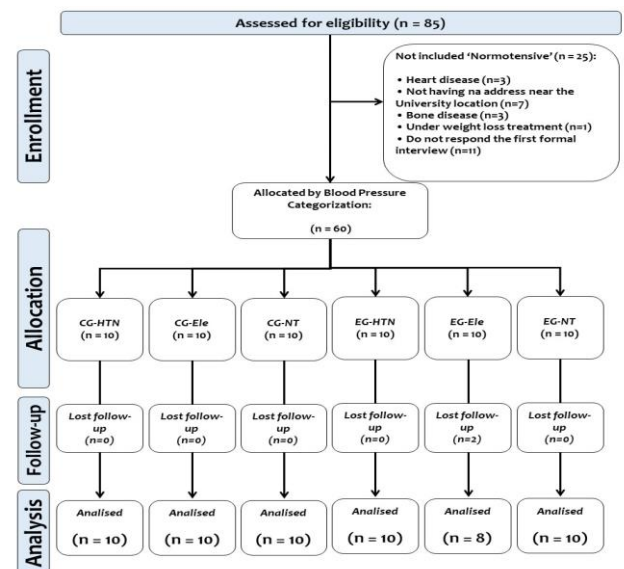 Assessed for eligibility (n = 85)
Enrollment
Not included 'Normotensive' (n = 25):
• Heart disease (n=3)
• Not having na address near the
University location (n=7)
• Bone disease (n=3)
• Under weight loss treatment (n=1)
• Do not respond the first formal
interview (n=11)
Allocated by Blood Pressure
Categorization:
(n = 60)
Allocation
CG-HTN
(n = 10)
CG-Ele
(n = 10)
CG-NT
(n = 10)
EG-HTN
(n = 10)
EG-Ele
(n = 10)
EG-NT
(n = 10)
Follow-up
Lost follow-
up
(n=0)
Lost follow-
up
(n=0)
Lost follow-
up
(n=0)
Lost follow-
up
(n=0)
Lost follow-
up
(n=2)
Lost follow-
up
(n=0)
Analysis
Analised
(n = 10)
Analised
(n = 10)
Analised
(n = 10)
Analised
(n = 10)
Analised
(n = 8)
Analised
(n = 10)